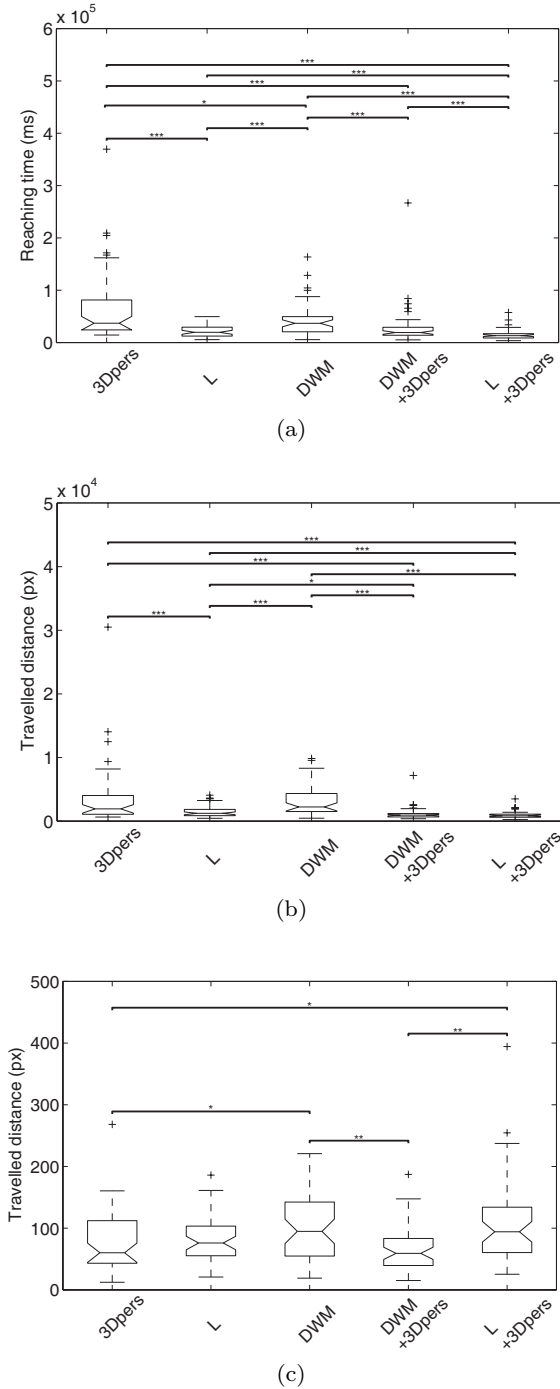 x 10^5
6
5
4
3
2
1
0
Reaching time (ms)
***
***
***
***
*
***
***
***
3Dpers
L
DWM
DWM +3Dpers
L +3Dpers
(a)
x 10^4
5
4
3
2
1
0
Travelled distance (px)
***
***
***
***
*
***
***
***
3Dpers
L
DWM
DWM +3Dpers
L +3Dpers
(b)
500
400
300
200
100
0
Travelled distance (px)
*
**
*
**
3Dpers
L
DWM
DWM +3Dpers
L +3Dpers
(c)